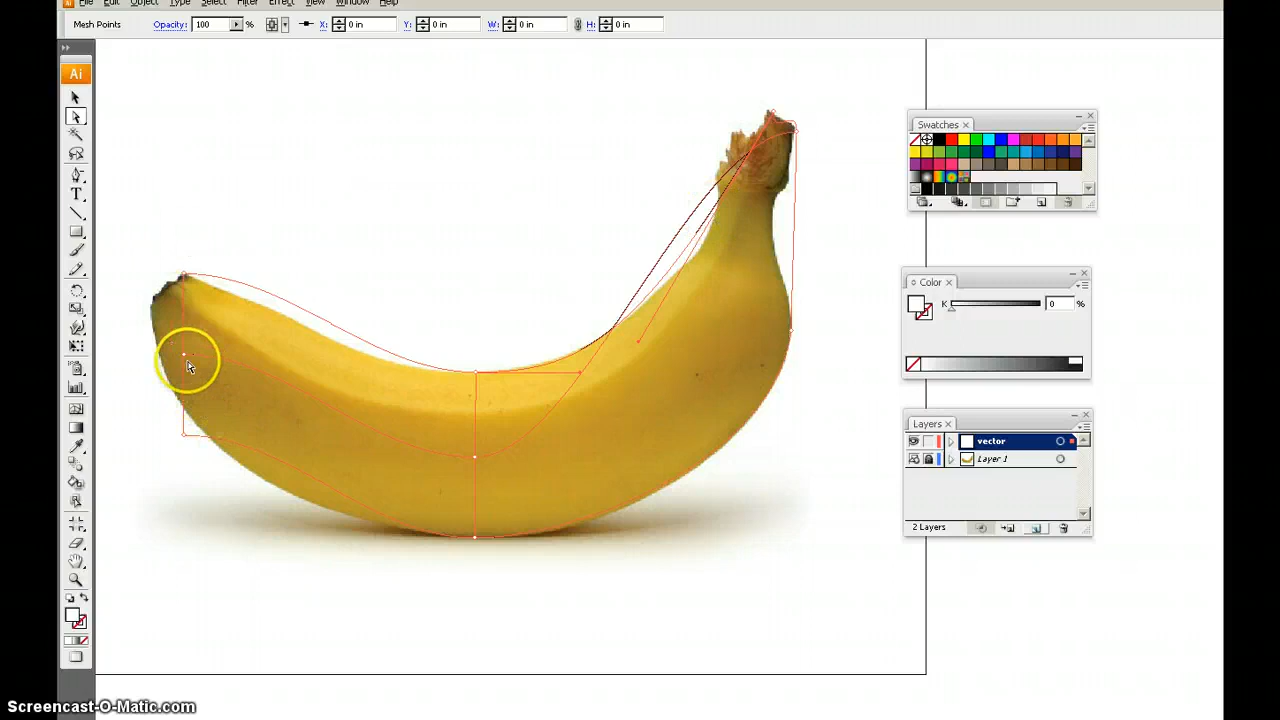 File Edit Object Type Select Filter Effect View Window Help
Mesh Points Opacity: 100 % X: 0 in Y: 0 in W: 0 in H: 0 in
Ai
Swatches
Color
K 0 %
Layers
vector
Layer 1
2 Layers
Screencast-O-Matic.com